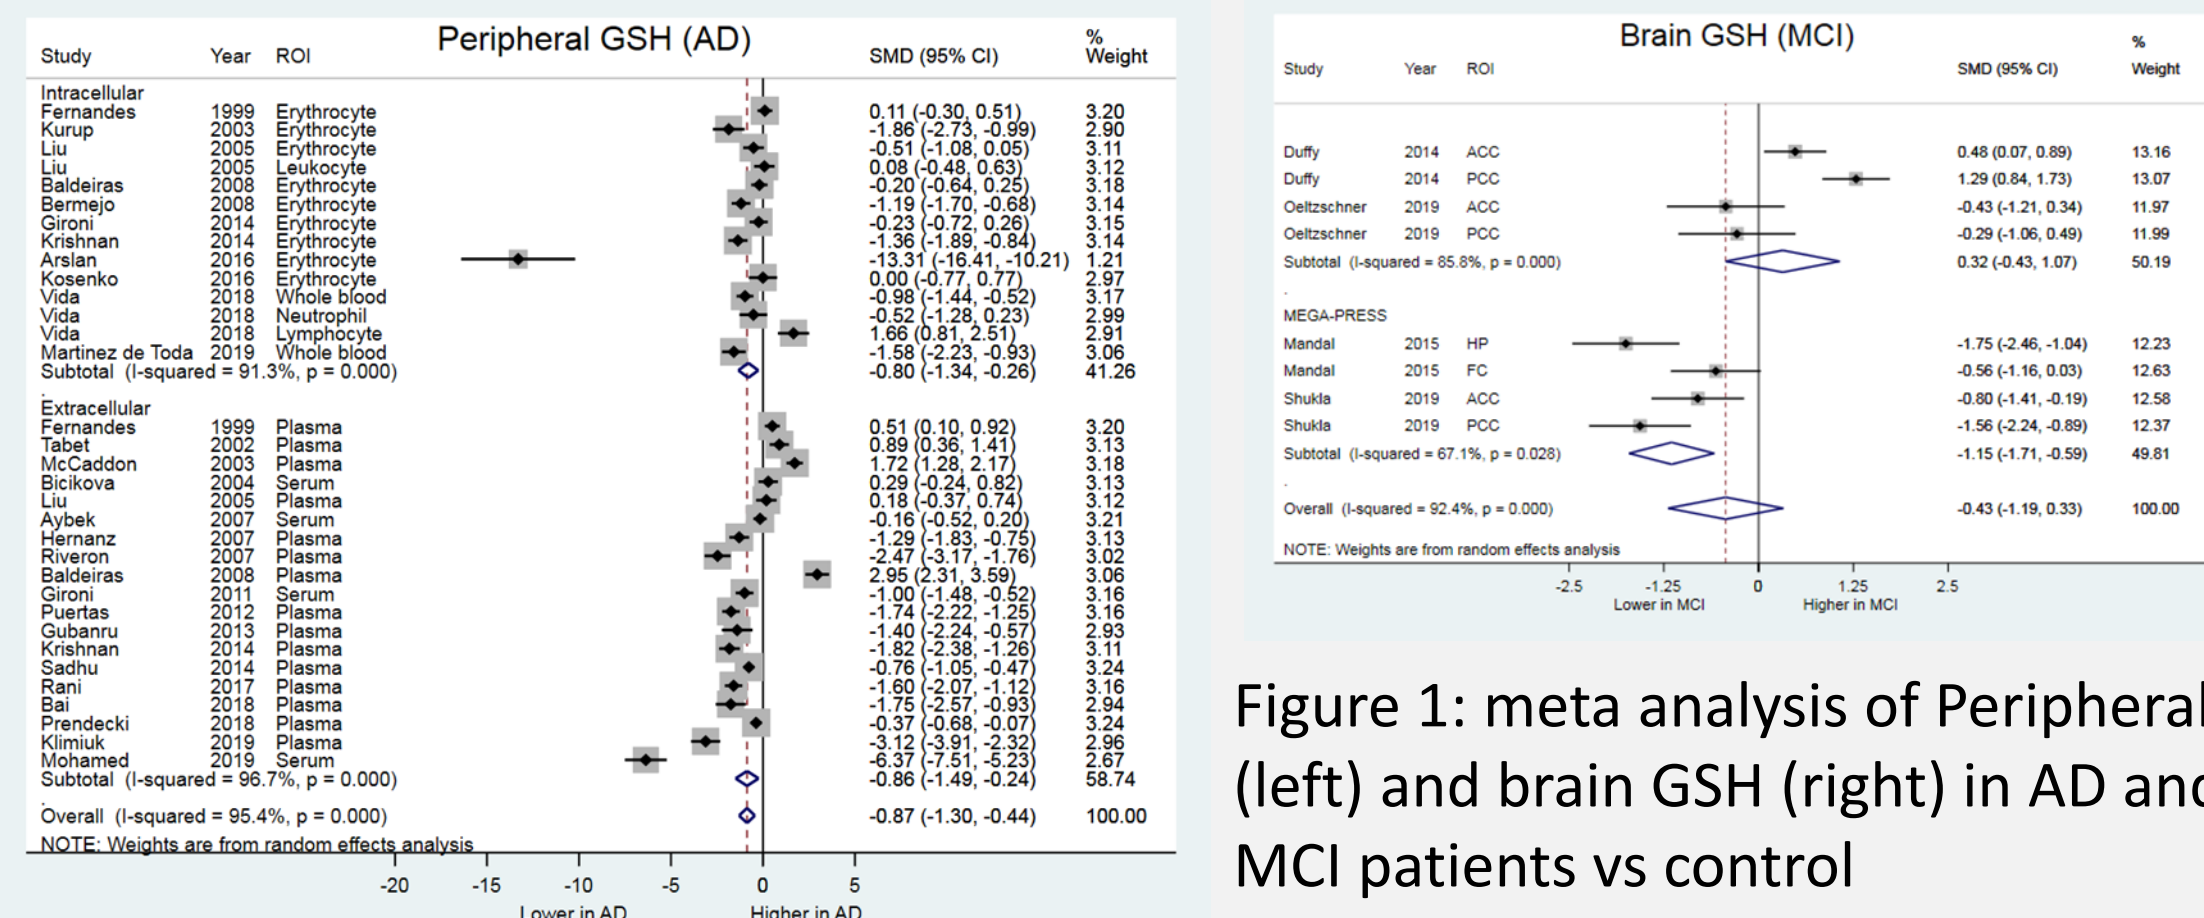 Peripheral GSH (AD)
%
Study Year ROI SMD (95% CI) Weight
Intracellular
Fernandes 1999 Erythrocyte 0.11 (-0.30, 0.51) 3.20
Kurup 2003 Erythrocyte -1.86 (-2.73, -0.99) 2.90
Liu 2005 Erythrocyte -0.51 (-1.08, 0.05) 3.11
Liu 2005 Leukocyte 0.08 (-0.48, 0.63) 3.12
Baldeiras 2008 Erythrocyte -0.20 (-0.64, 0.25) 3.18
Bermejo 2008 Erythrocyte -1.19 (-1.70, -0.68) 3.14
Gironi 2014 Erythrocyte -0.23 (-0.72, 0.26) 3.15
Krishnan 2014 Erythrocyte -1.36 (-1.89, -0.84) 3.14
Arslan 2016 Erythrocyte -13.31 (-16.41, -10.21) 1.21
Kosenko 2016 Erythrocyte 0.00 (-0.77, 0.77) 2.97
Vida 2018 Whole blood -0.98 (-1.44, -0.52) 3.17
Vida 2018 Neutrophil -0.52 (-1.28, 0.23) 2.99
Vida 2018 Lymphocyte 1.66 (0.81, 2.51) 2.91
Martinez de Toda 2019 Whole blood -1.58 (-2.23, -0.93) 3.06
Subtotal (I-squared = 91.3%, p = 0.000) -0.80 (-1.34, -0.26) 41.26
.
Extracellular
Fernandes 1999 Plasma 0.51 (0.10, 0.92) 3.20
Tabet 2002 Plasma 0.89 (0.36, 1.41) 3.13
McCaddon 2003 Plasma 1.72 (1.28, 2.17) 3.18
Bicikova 2004 Serum 0.29 (-0.24, 0.82) 3.13
Liu 2005 Plasma 0.18 (-0.37, 0.74) 3.12
Aybek 2007 Serum -0.16 (-0.52, 0.20) 3.21
Hernanz 2007 Plasma -1.29 (-1.83, -0.75) 3.13
Riveron 2007 Plasma -2.47 (-3.17, -1.76) 3.02
Baldeiras 2008 Plasma 2.95 (2.31, 3.59) 3.06
Gironi 2011 Serum -1.00 (-1.48, -0.52) 3.16
Puertas 2012 Plasma -1.74 (-2.22, -1.25) 3.16
Gubanru 2013 Plasma -1.40 (-2.24, -0.57) 2.93
Krishnan 2014 Plasma -1.82 (-2.38, -1.26) 3.11
Sadhu 2014 Plasma -0.76 (-1.05, -0.47) 3.24
Rani 2017 Plasma -1.60 (-2.07, -1.12) 3.16
Bai 2018 Plasma -1.75 (-2.57, -0.93) 2.94
Prendecki 2018 Plasma -0.37 (-0.68, -0.07) 3.24
Klimiuk 2019 Plasma -3.12 (-3.91, -2.32) 2.96
Mohamed 2019 Serum -6.37 (-7.51, -5.23) 2.67
Subtotal (I-squared = 96.7%, p = 0.000) -0.86 (-1.49, -0.24) 58.74
.
Overall (I-squared = 95.4%, p = 0.000) -0.87 (-1.30, -0.44) 100.00
NOTE: Weights are from random effects analysis
-20 -15 -10 -5 0 5
Lower in AD Higher in AD
Brain GSH (MCI)
%
Study Year ROI SMD (95% CI) Weight
Duffy 2014 ACC 0.48 (0.07, 0.89) 13.16
Duffy 2014 PCC 1.29 (0.84, 1.73) 13.07
Oeltzschner 2019 ACC -0.43 (-1.21, 0.34) 11.97
Oeltzschner 2019 PCC -0.29 (-1.06, 0.49) 11.99
Subtotal (I-squared = 85.8%, p = 0.000) 0.32 (-0.43, 1.07) 50.19
.
MEGA-PRESS
Mandal 2015 HP -1.75 (-2.46, -1.04) 12.23
Mandal 2015 FC -0.56 (-1.16, 0.03) 12.63
Shukla 2019 ACC -0.80 (-1.41, -0.19) 12.58
Shukla 2019 PCC -1.56 (-2.24, -0.89) 12.37
Subtotal (I-squared = 67.1%, p = 0.028) -1.15 (-1.71, -0.59) 49.81
.
Overall (I-squared = 92.4%, p = 0.000) -0.43 (-1.19, 0.33) 100.00
NOTE: Weights are from random effects analysis
-2.5 -1.25 0 1.25 2.5
Lower in MCI Higher in MCI
Figure 1: meta analysis of Peripheral
(left) and brain GSH (right) in AD and
MCI patients vs control